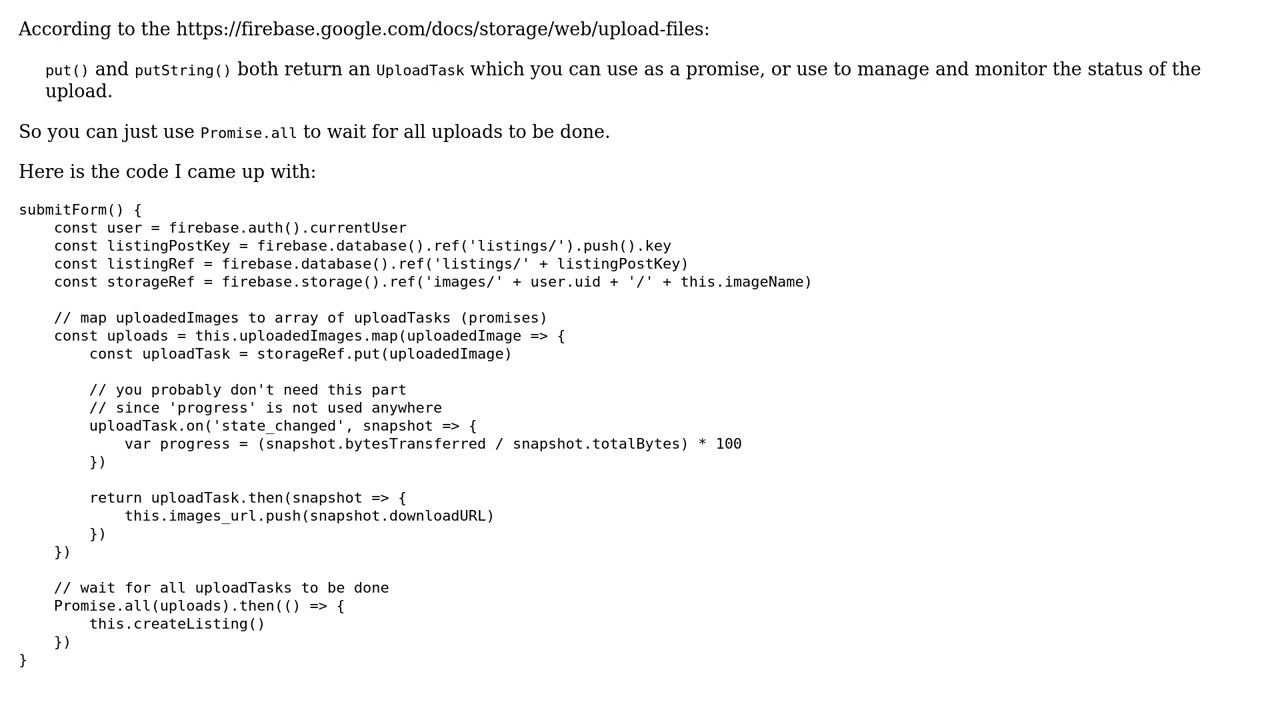 According to the https://firebase.google.com/docs/storage/web/upload-files:
put() and putString() both return an UploadTask which you can use as a promise, or use to manage and monitor the status of the
upload.
So you can just use Promise.all to wait for all uploads to be done.
Here is the code I came up with:
submitForm() {
    const user = firebase.auth().currentUser
    const listingPostKey = firebase.database().ref('listings/').push().key
    const listingRef = firebase.database().ref('listings/' + listingPostKey)
    const storageRef = firebase.storage().ref('images/' + user.uid + '/' + this.imageName)

    // map uploadedImages to array of uploadTasks (promises)
    const uploads = this.uploadedImages.map(uploadedImage => {
        const uploadTask = storageRef.put(uploadedImage)

        // you probably don't need this part
        // since 'progress' is not used anywhere
        uploadTask.on('state_changed', snapshot => {
            var progress = (snapshot.bytesTransferred / snapshot.totalBytes) * 100
        })

        return uploadTask.then(snapshot => {
            this.images_url.push(snapshot.downloadURL)
        })
    })

    // wait for all uploadTasks to be done
    Promise.all(uploads).then(() => {
        this.createListing()
    })
}